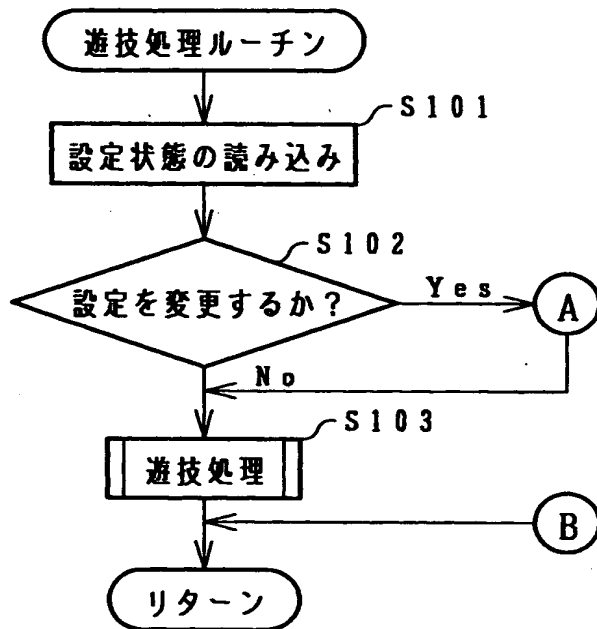 遊技処理ルーチン
S101
設定状態の読み込み
S102
設定を変更するか?
Yes
A
No
S103
遊技処理
B
リターン